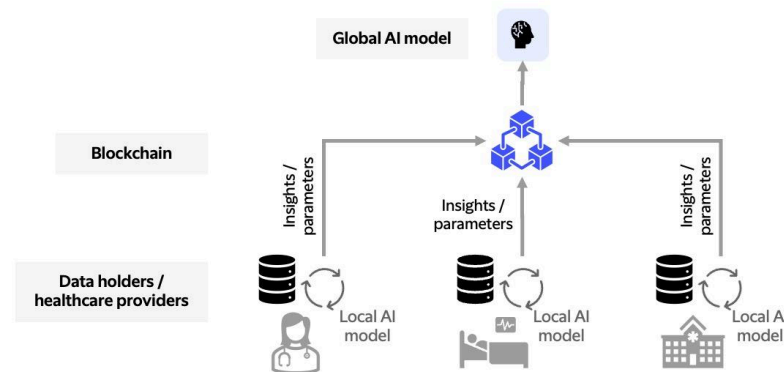 Global AI model
Blockchain
Insights /
parameters
Insights /
parameters
Insights /
parameters
Data holders /
healthcare providers
Local AI
model
Local AI
model
Local A
model